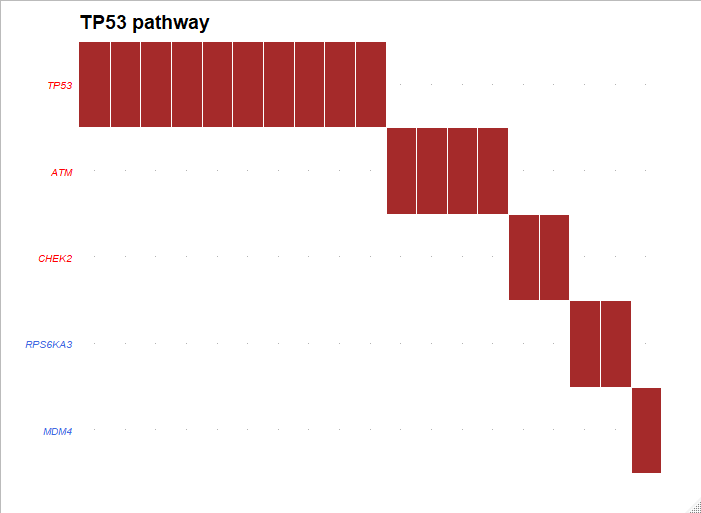 TP53 pathway
TP53
ATM
CHEK2
RPS6KA3
MDM4